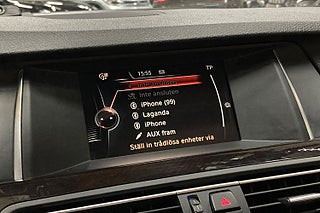 15:55 TP
Inte ansluten
iPhone (99)
Laganda
iPhone
AUX fram
Ställ in trådlösa enheter via